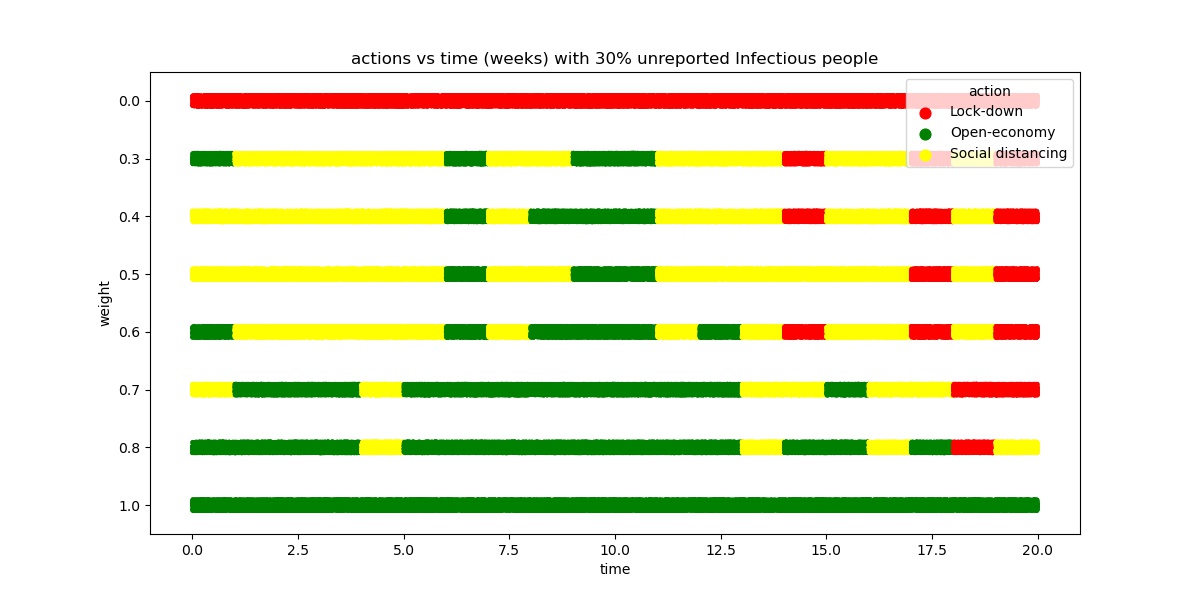 actions vs time (weeks) with 30% unreported Infectious people
action
Lock-down
Open-economy
Social distancing
weight
0.0
0.3
0.4
0.5
0.6
0.7
0.8
1.0
0.0 2.5 5.0 7.5 10.0 12.5 15.0 17.5 20.0
time